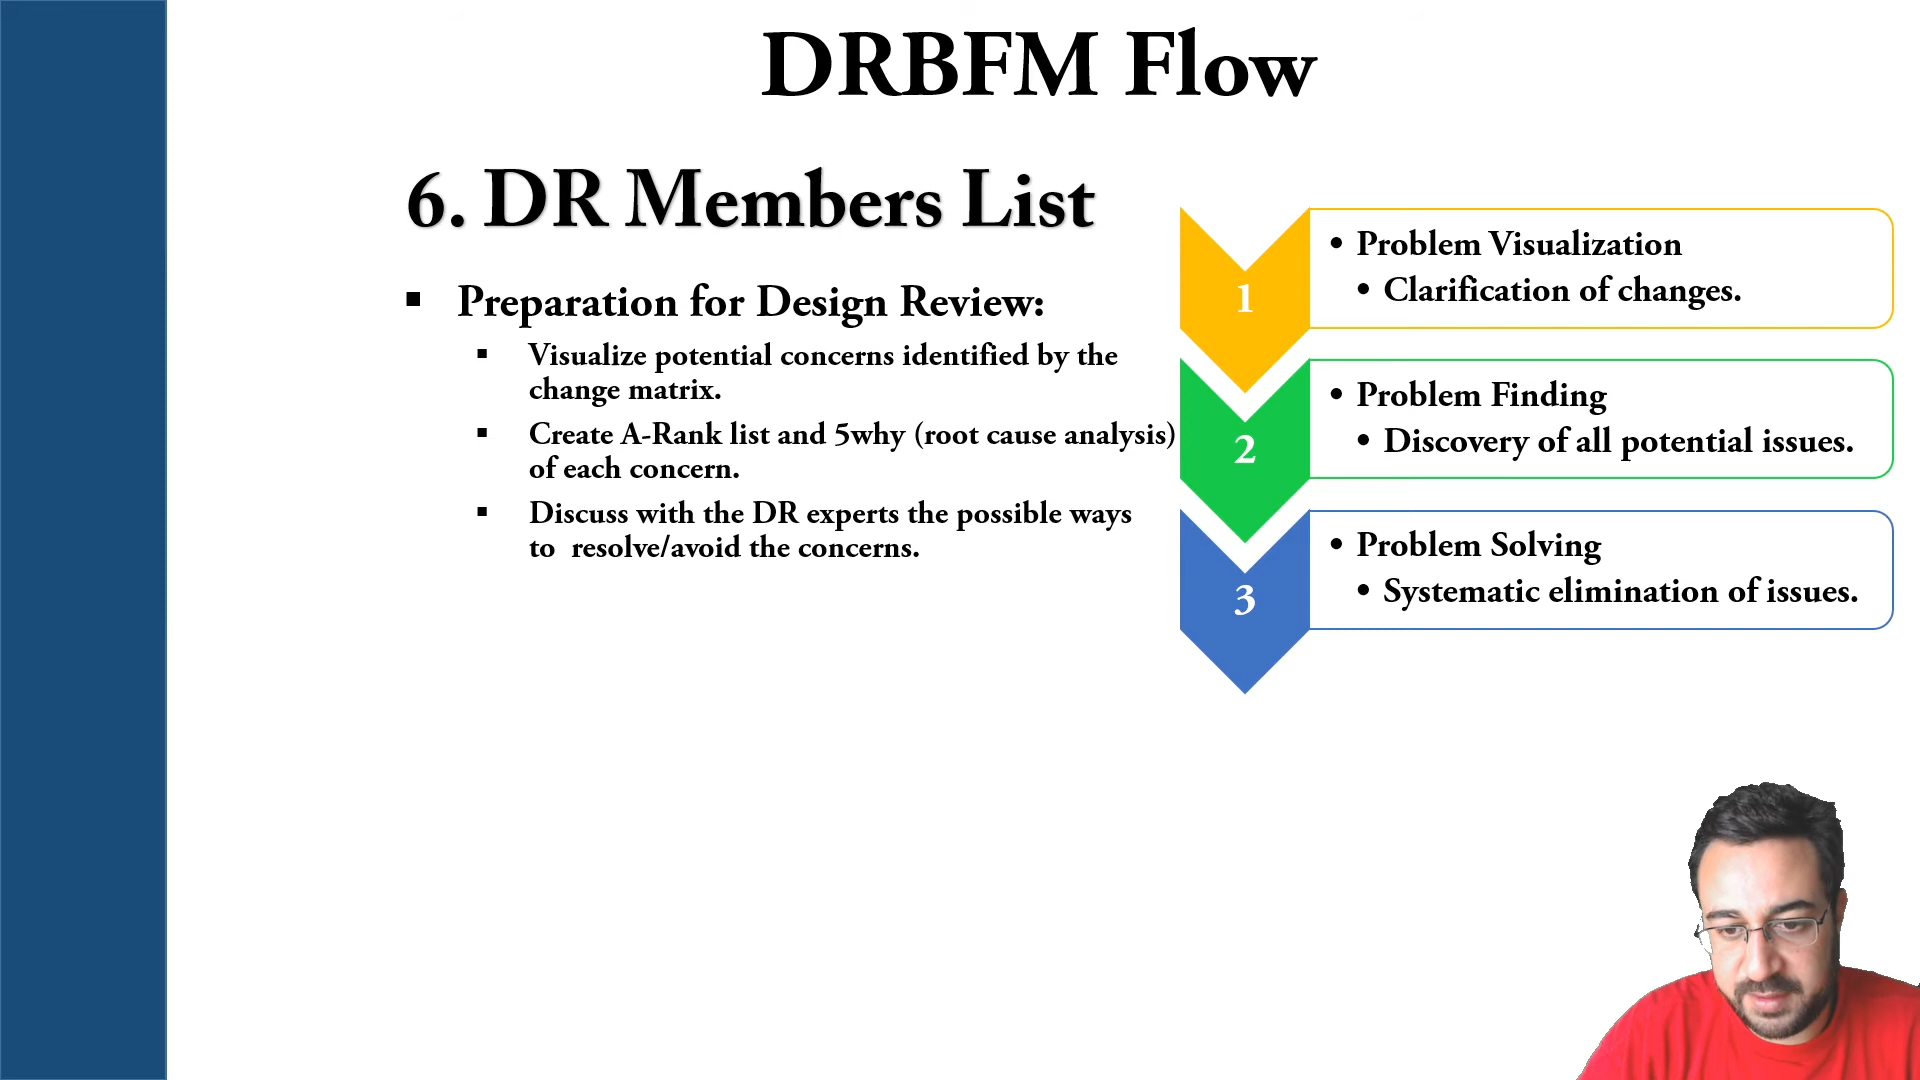 DRBFM Flow
6. DR Members List
▪ Preparation for Design Review:
▪ Visualize potential concerns identified by the
change matrix.
▪ Create A-Rank list and 5why (root cause analysis)
of each concern.
▪ Discuss with the DR experts the possible ways
to  resolve/avoid the concerns.
1
• Problem Visualization
• Clarification of changes.
2
• Problem Finding
• Discovery of all potential issues.
3
• Problem Solving
• Systematic elimination of issues.